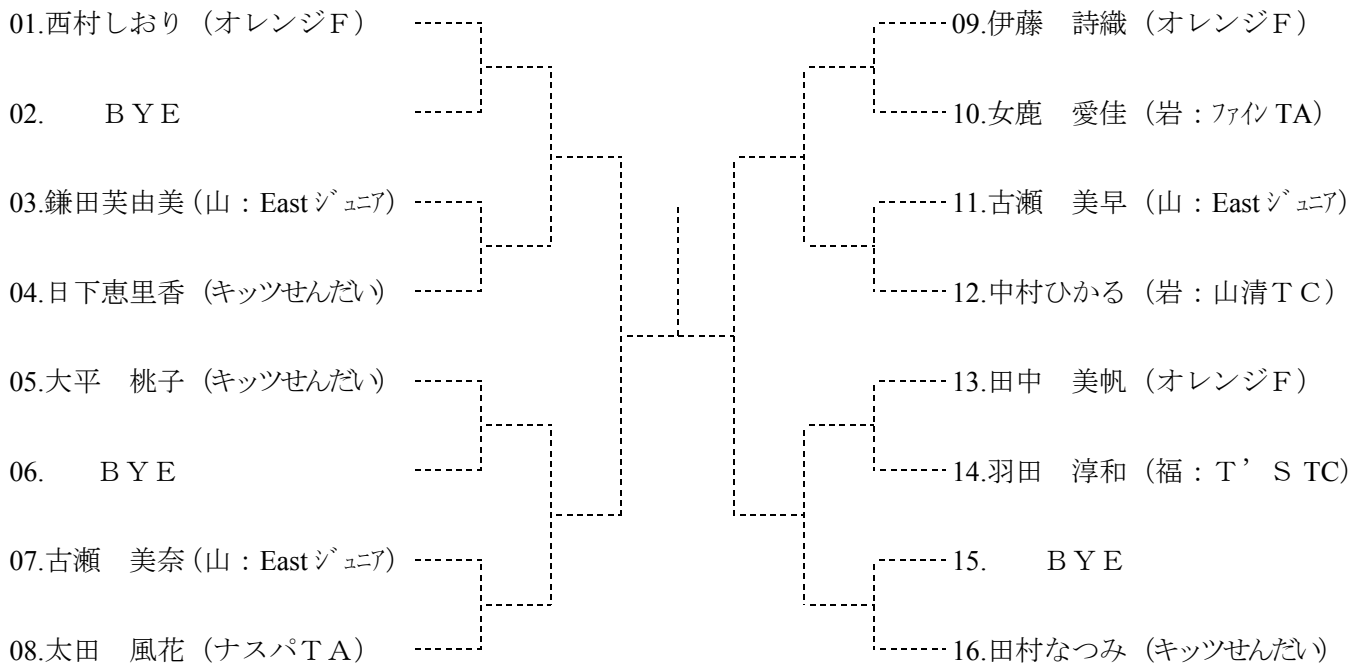 01.西村しおり（オレンジＦ）
02.　　ＢＹＥ
03.鎌田芙由美（山：Eastｼﾞｭﾆｱ）
04.日下恵里香（キッツせんだい）
05.大平　桃子（キッツせんだい）
06.　　ＢＹＥ
07.古瀬　美奈（山：Eastｼﾞｭﾆｱ）
08.太田　風花（ナスパＴＡ）
09.伊藤　詩織（オレンジＦ）
10.女鹿　愛佳（岩：ﾌｧｲﾝ TA）
11.古瀬　美早（山：Eastｼﾞｭﾆｱ）
12.中村ひかる（岩：山清ＴＣ）
13.田中　美帆（オレンジＦ）
14.羽田　淳和（福：Ｔ’Ｓ TC）
15.　　ＢＹＥ
16.田村なつみ（キッツせんだい）